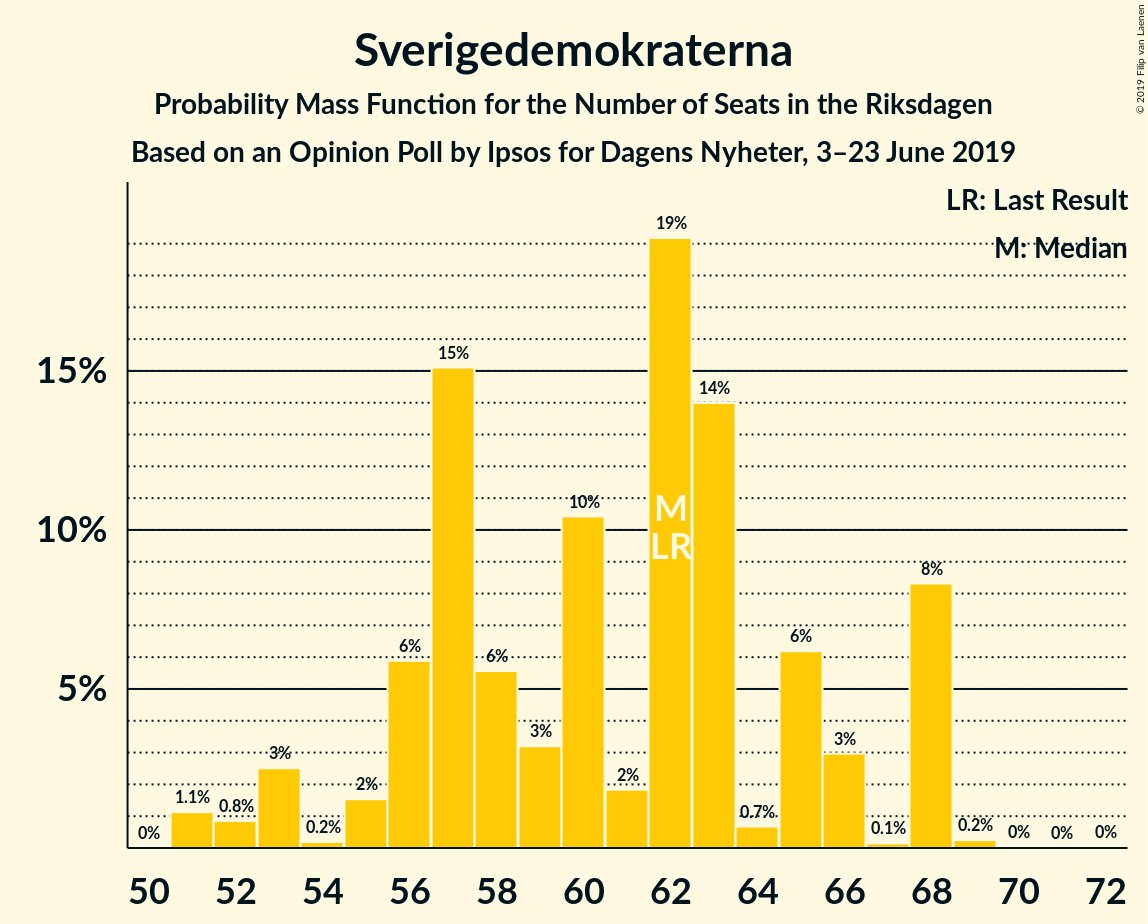 Sverigedemokraterna
Probability Mass Function for the Number of Seats in the Riksdagen
Based on an Opinion Poll by Ipsos for Dagens Nyheter, 3–23 June 2019
© 2019 Filip van Laenen
LR: Last Result
M: Median
15%
10%
5%
0%
1.1%
0.8%
3%
0.2%
2%
6%
15%
6%
3%
10%
2%
19%
M
LR
14%
0.7%
6%
3%
0.1%
8%
0.2%
0%
0%
0%
50 52 54 56 58 60 62 64 66 68 70 72